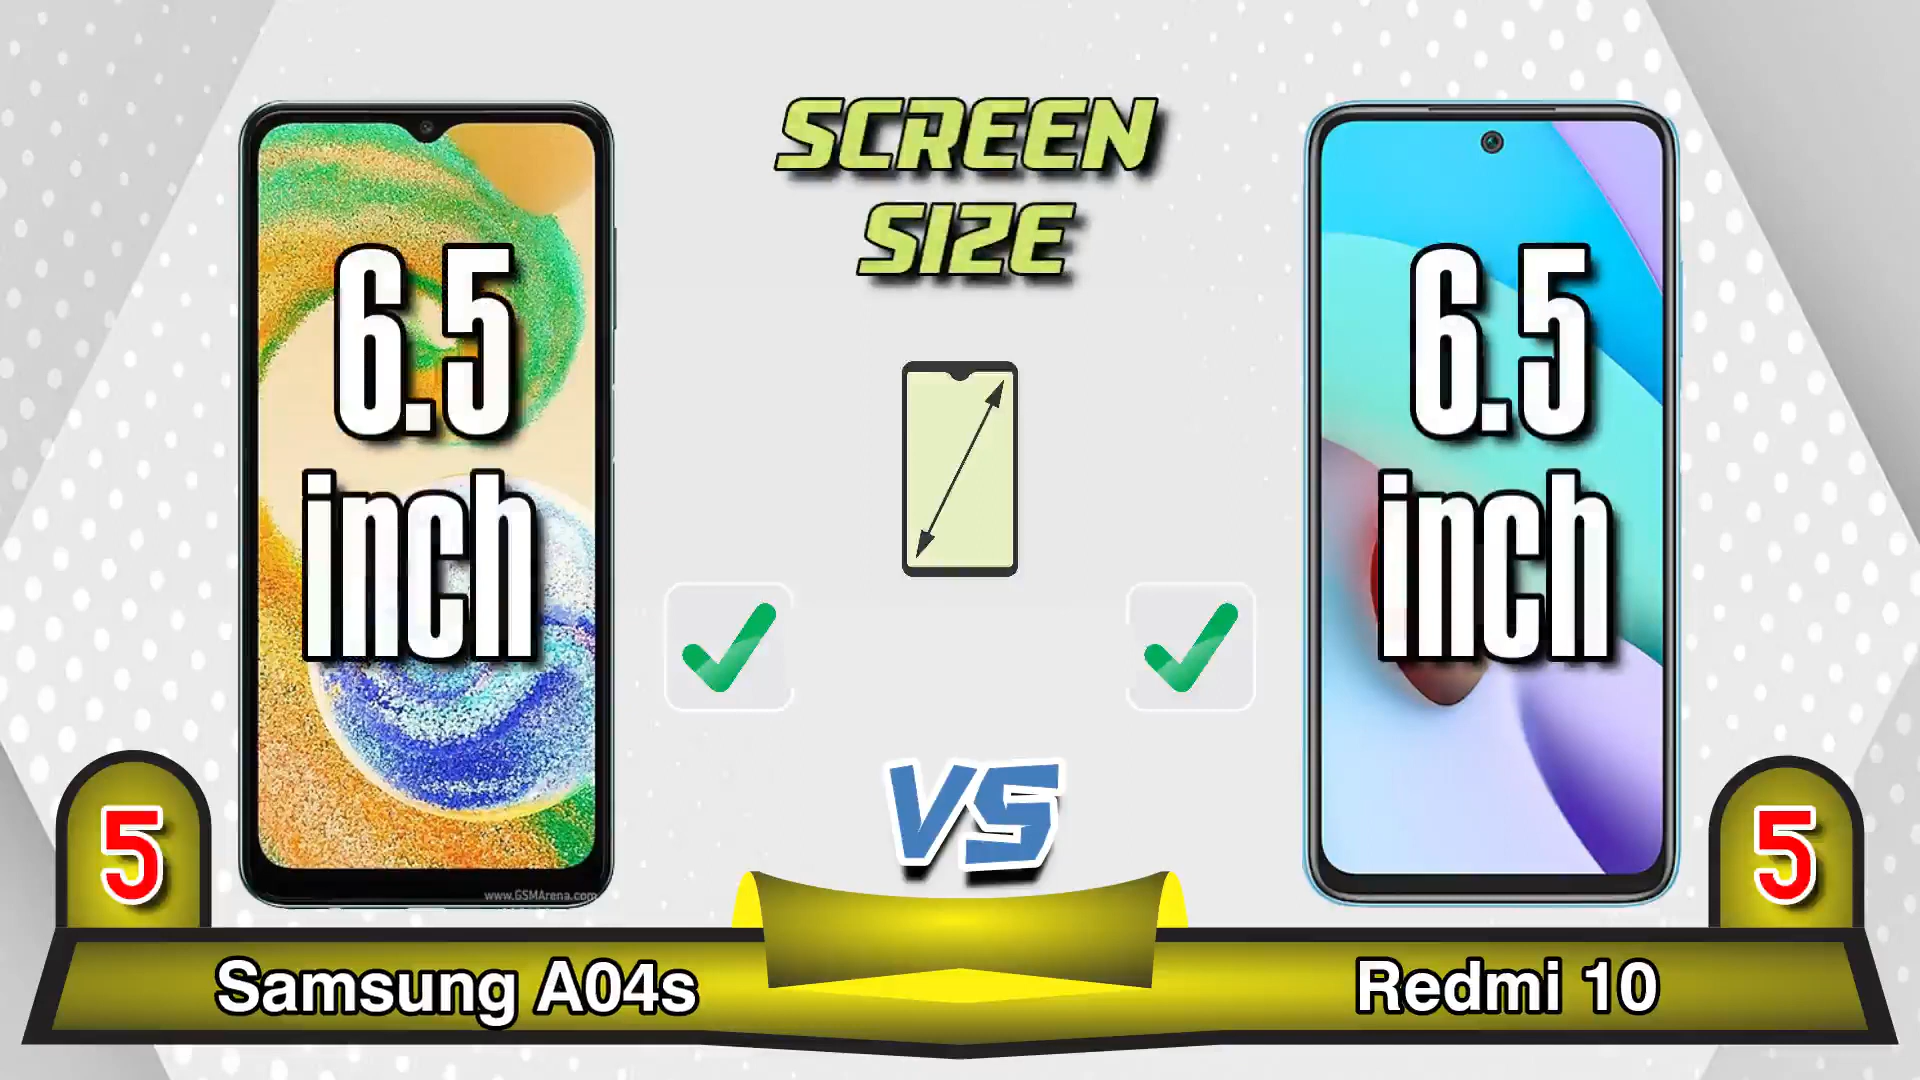 SCREEN
SIZE
6.5
inch
6.5
inch
VS
5
5
www.GSMArena.com
Samsung A04s
Redmi 10